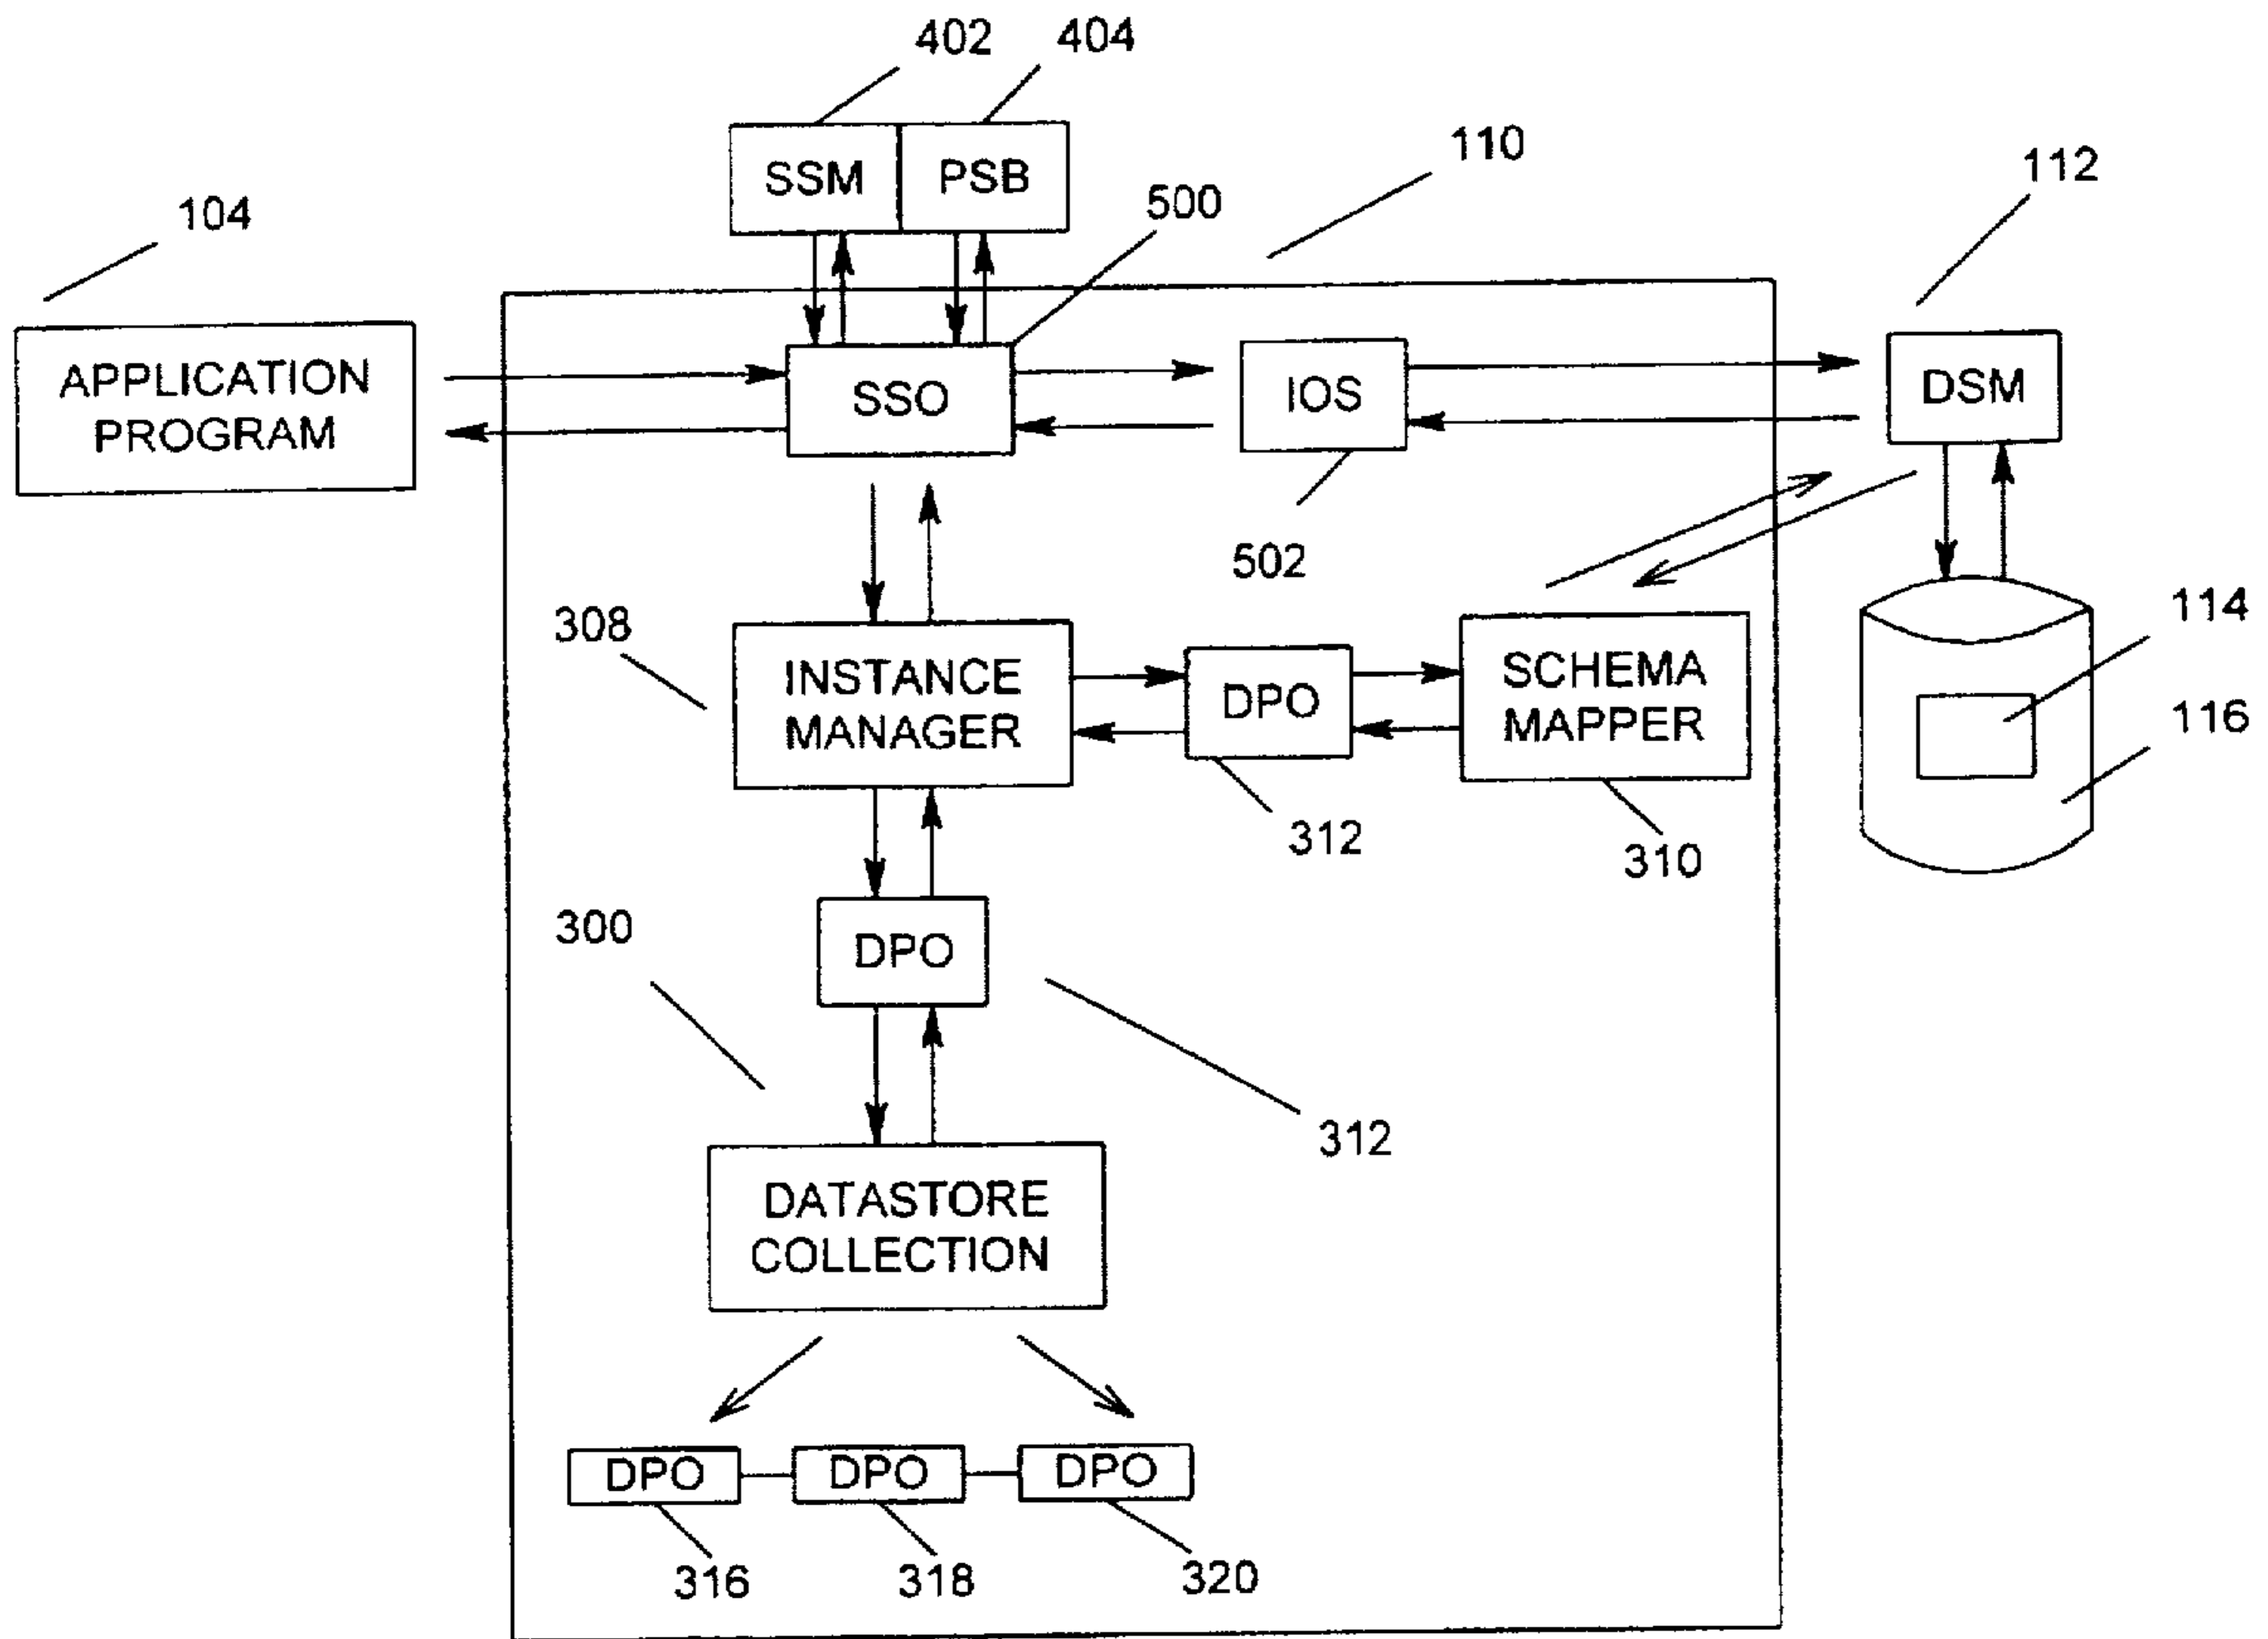 402
404
SSM
PSB
110
112
104
500
APPLICATION
PROGRAM
SSO
IOS
DSM
502
308
INSTANCE
MANAGER
DPO
SCHEMA
MAPPER
114
116
312
310
300
DPO
312
DATASTORE
COLLECTION
DPO
DPO
DPO
316
318
320